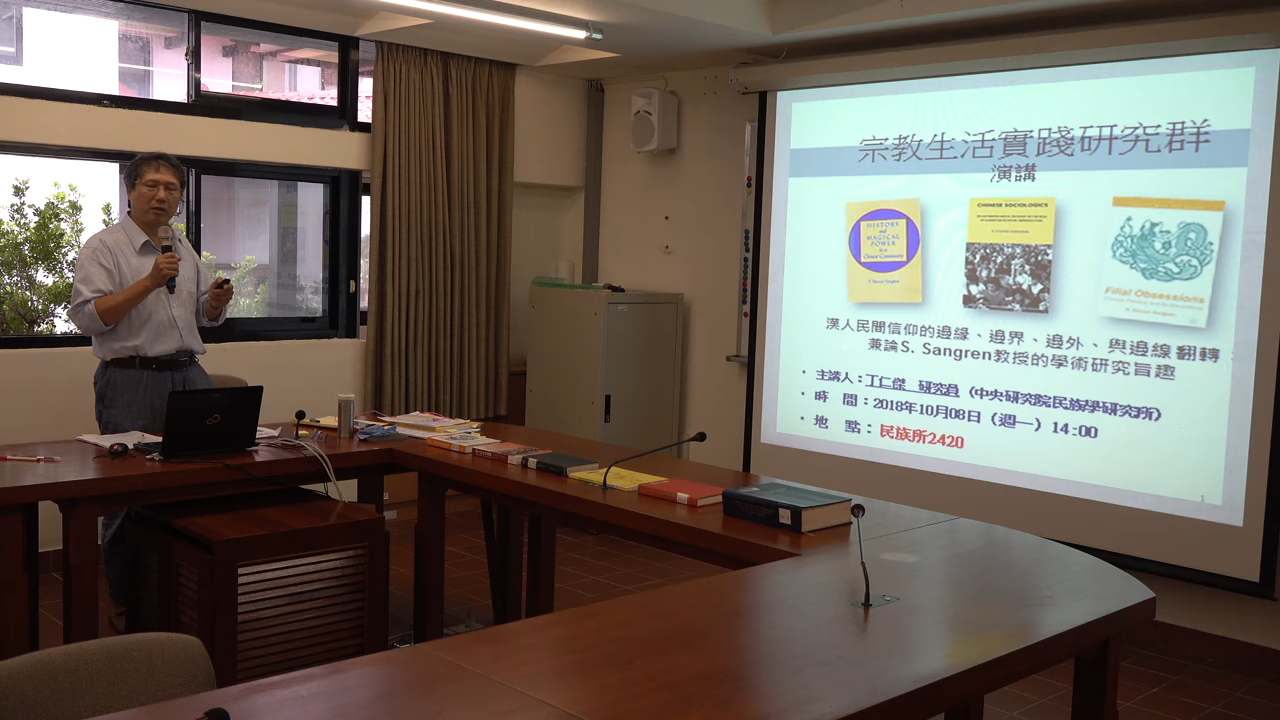 宗教生活實踐研究群
演講
HISTORY
and
MAGICAL
POWER
in a
Chinese Community
P. Steven Sangren
CHINESE SOCIOLOGICS
Filial Obsessions
P. Steven Sangren
漢人民間信仰的邊緣、邊界、邊外、與邊線翻轉：
兼論S. Sangren教授的學術研究旨趣
• 主講人：丁仁傑 研究員（中央研究院民族學研究所）
• 時 間：2018年10月08日（週一）14：00
• 地 點：民族所2420
1